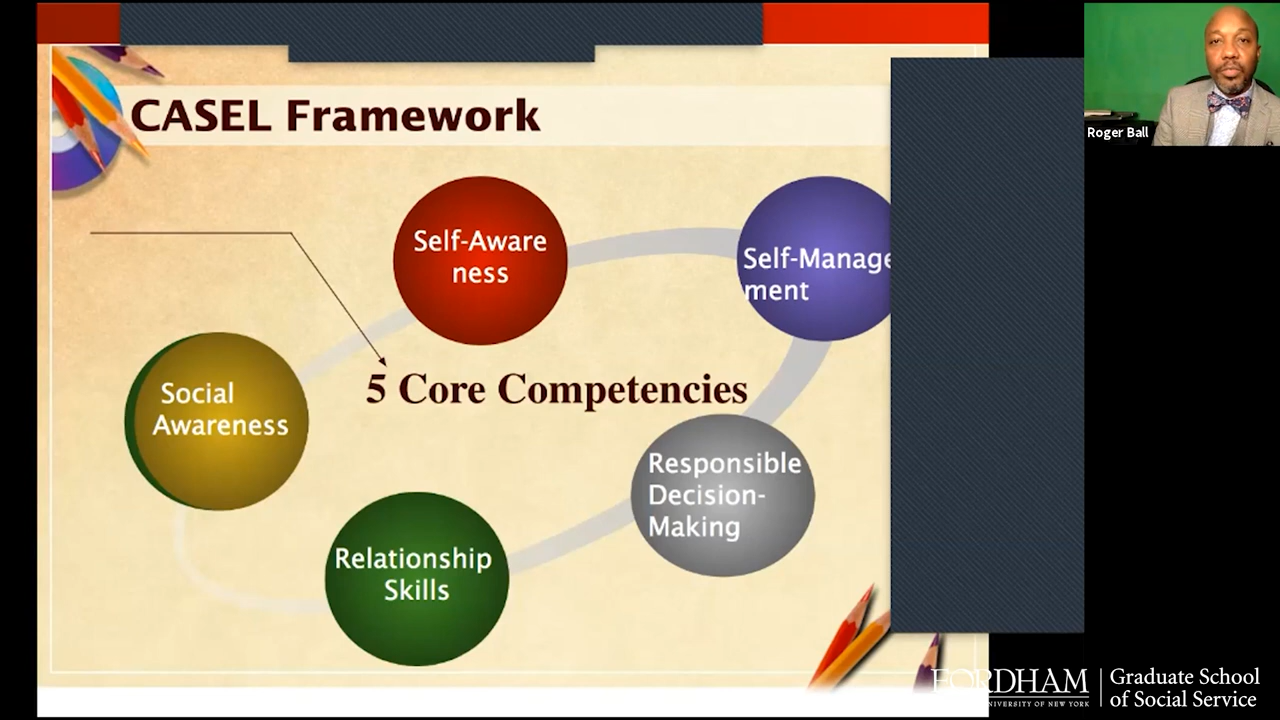 CASEL Framework
Self-Aware
ness
Self-Manage
ment
Social
Awareness
5 Core Competencies
Responsible
Decision-
Making
Relationship
Skills
Roger Ball
FORDHAM
UNIVERSITY OF NEW YORK
Graduate School
of Social Service